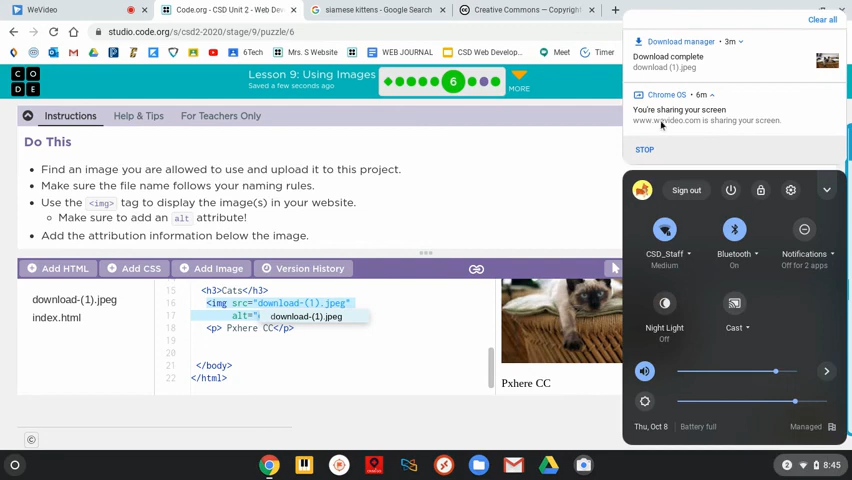 WeVideo
Code.org - CSD Unit 2 - Web Dev
siamese kittens - Google Search
Creative Commons — Copyright
studio.code.org/s/csd2-2020/stage/9/puzzle/6
6Tech
Mrs. S Website
WEB JOURNAL
CSD Web Develop...
Meet
Timer
CODE
Lesson 9: Using Images
Saved a few seconds ago
6
MORE
Instructions
Help & Tips
For Teachers Only
Do This
Find an image you are allowed to use and upload it to this project.
Make sure the file name follows your naming rules.
Use the <img> tag to display the image(s) in your website.
Make sure to add an alt attribute!
Add the attribution information below the image.
Add HTML
Add CSS
Add Image
Version History
download-(1).jpeg
index.html
15 <h3>Cats</h3>
16 <img src="download-(1).jpeg"
17 alt="
download-(1).jpeg
18 <p> Pxhere CC</p>
19
20
21 </body>
22 </html>
Pxhere CC
Clear all
Download manager • 3m
Download complete
download (1).jpeg
Chrome OS • 6m
You're sharing your screen
www.wevideo.com is sharing your screen.
STOP
Sign out
CSD_Staff
Medium
Bluetooth
On
Notifications
Off for 2 apps
Night Light
Off
Cast
Thu, Oct 8
Battery full
Managed
2
8:45